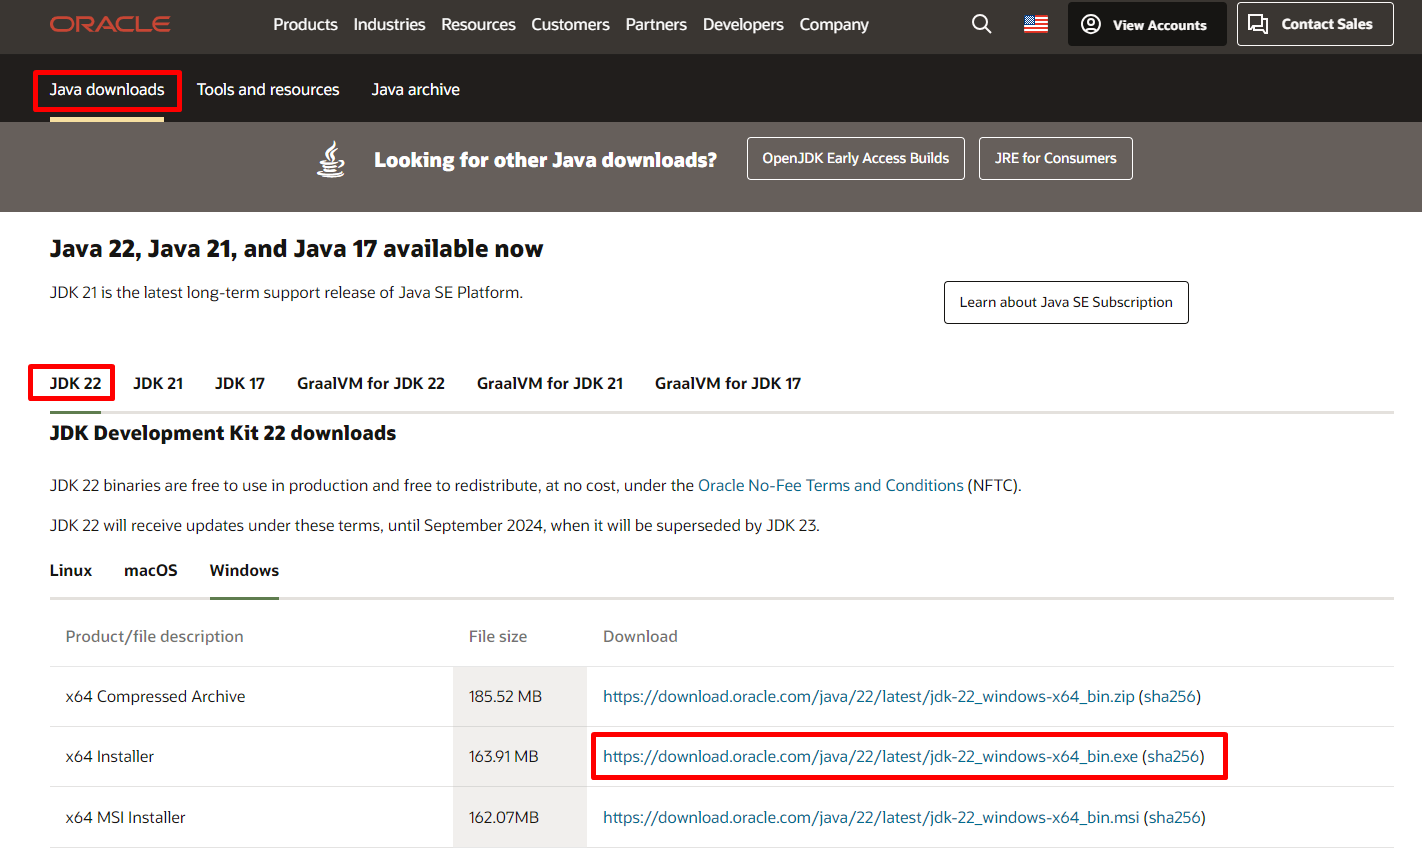 ORACLE Products Industries Resources Customers Partners Developers Company View Accounts Contact Sales
Java downloads Tools and resources Java archive
Looking for other Java downloads? OpenJDK Early Access Builds JRE for Consumers
Java 22, Java 21, and Java 17 available now
JDK 21 is the latest long-term support release of Java SE Platform.
Learn about Java SE Subscription
JDK 22 JDK 21 JDK 17 GraalVM for JDK 22 GraalVM for JDK 21 GraalVM for JDK 17
JDK Development Kit 22 downloads
JDK 22 binaries are free to use in production and free to redistribute, at no cost, under the Oracle No-Fee Terms and Conditions (NFTC).
JDK 22 will receive updates under these terms, until September 2024, when it will be superseded by JDK 23.
Linux macOS Windows
Product/file description File size Download
x64 Compressed Archive 185.52 MB https://download.oracle.com/java/22/latest/jdk-22_windows-x64_bin.zip (sha256)
x64 Installer 163.91 MB https://download.oracle.com/java/22/latest/jdk-22_windows-x64_bin.exe (sha256)
x64 MSI Installer 162.07MB https://download.oracle.com/java/22/latest/jdk-22_windows-x64_bin.msi (sha256)